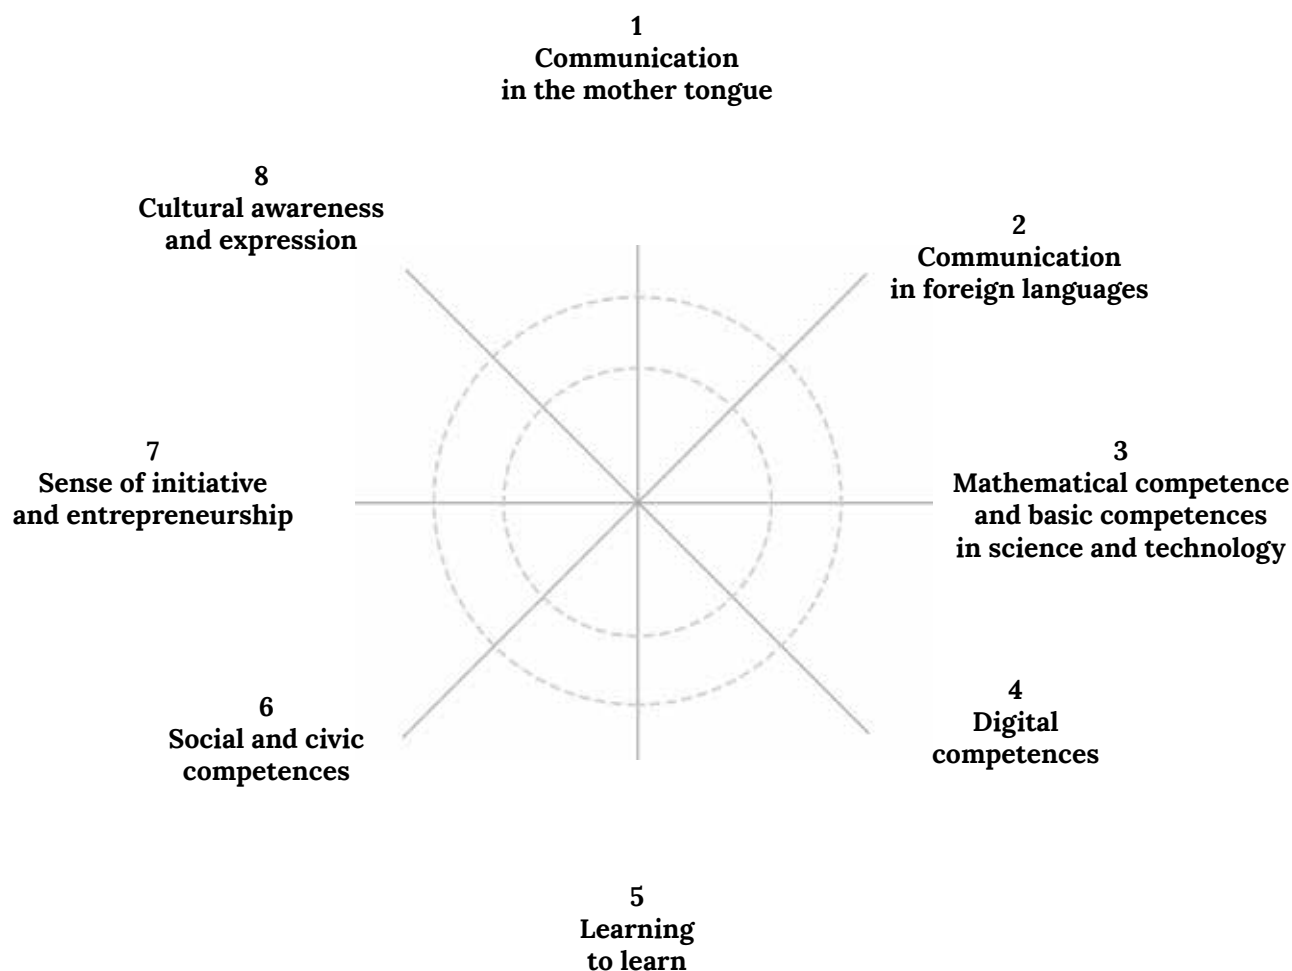 1
Communication
in the mother tongue
2
Communication
in foreign languages
3
Mathematical competence
and basic competences
in science and technology
4
Digital
competences
5
Learning
to learn
6
Social and civic
competences
7
Sense of initiative
and entrepreneurship
8
Cultural awareness
and expression